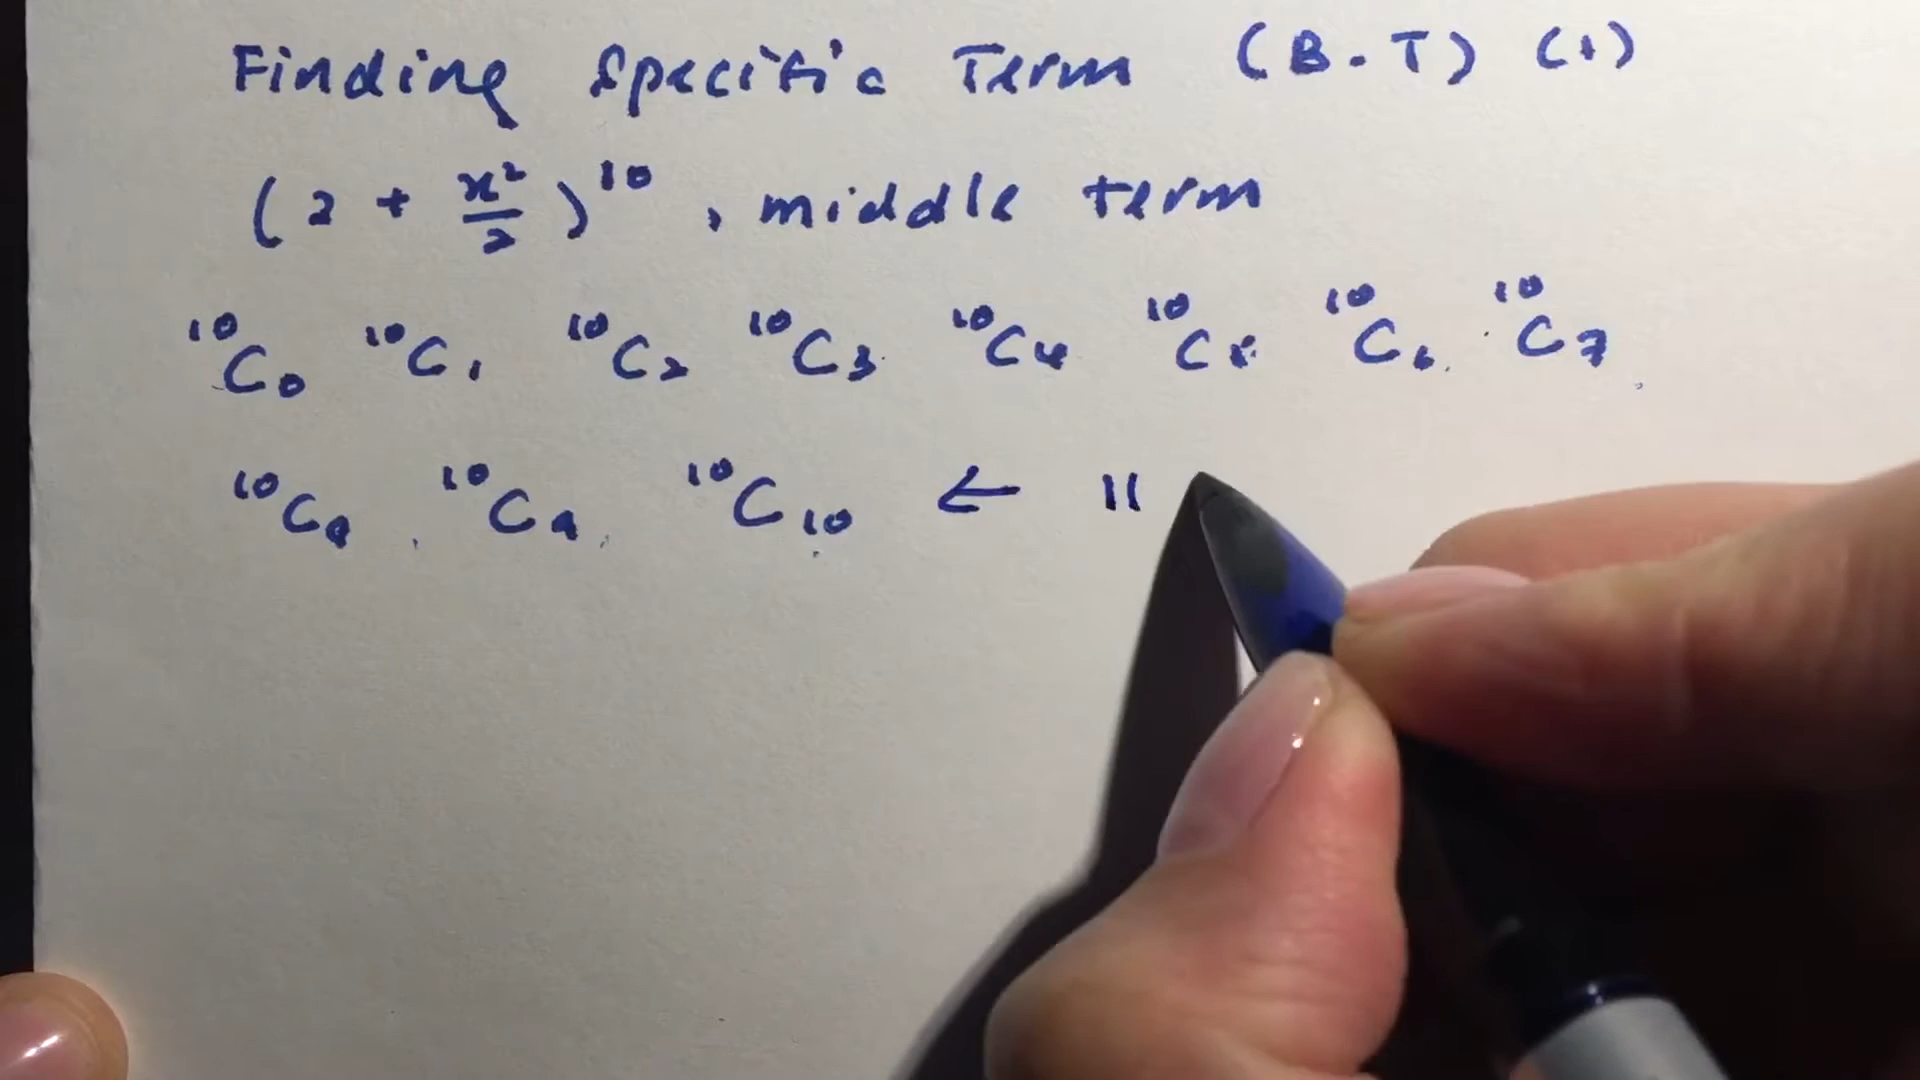 Finding Specific Term (B.T) (1)
(2 + x²/2)¹⁰, middle term
¹⁰C₀ ¹⁰C₁ ¹⁰C₂ ¹⁰C₃ ¹⁰C₄ ¹⁰C₅ ¹⁰C₆ ¹⁰C₇
¹⁰C₈ ¹⁰C₉ ¹⁰C₁₀ ← 11